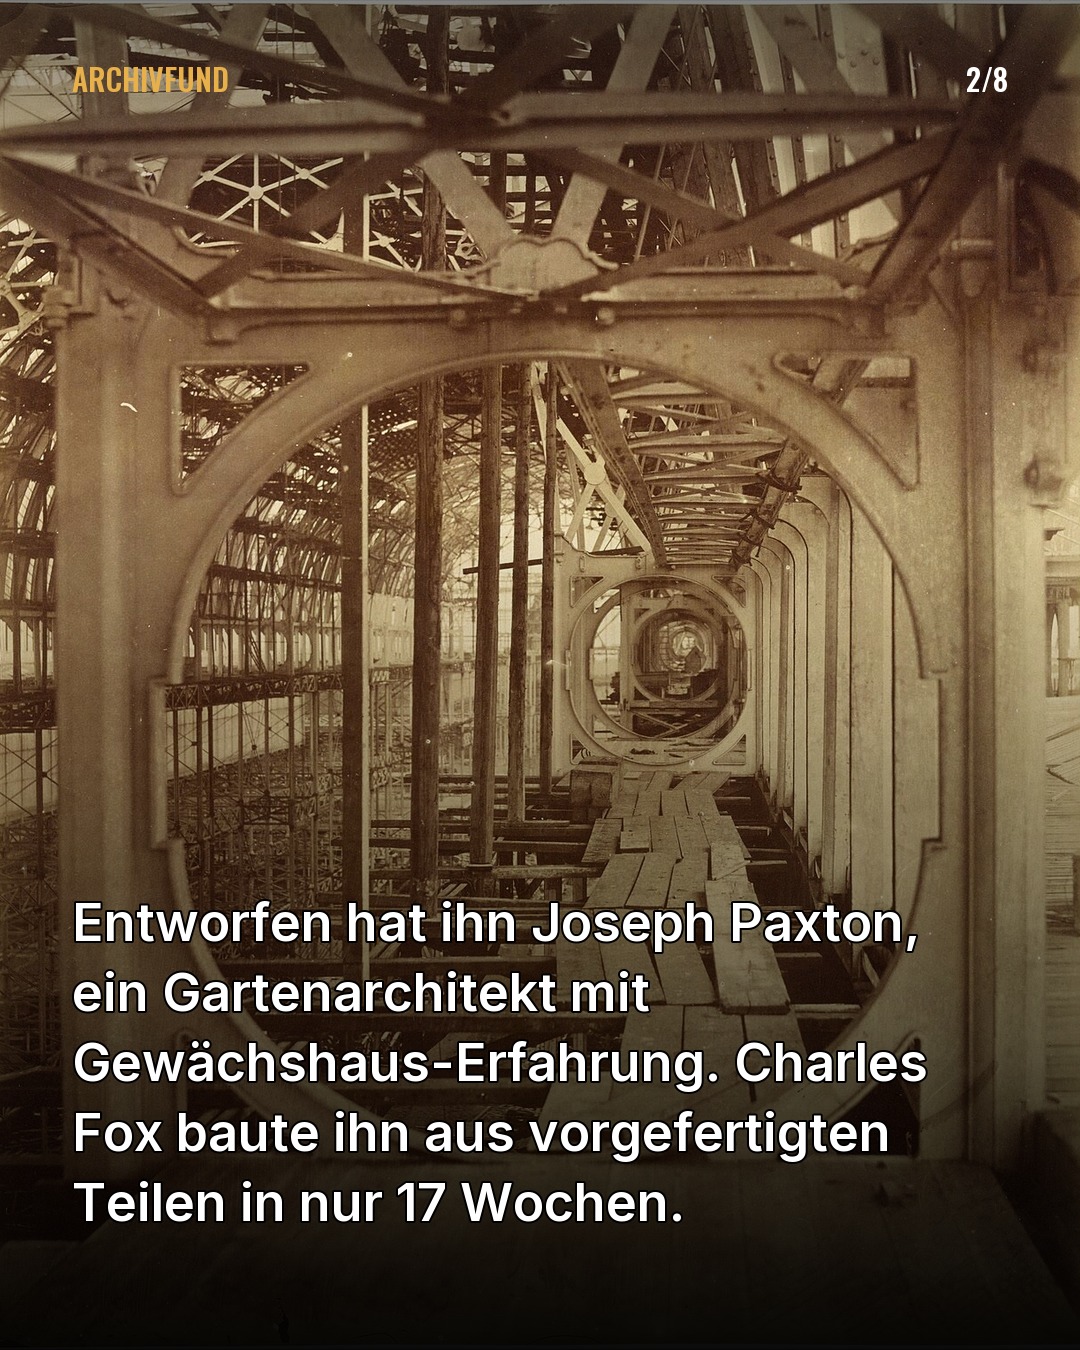 ARCHIVFUND
2/8
Entworfen hat ihn Joseph Paxton,
ein Gartenarchitekt mit
Gewächshaus-Erfahrung. Charles
Fox baute ihn aus vorgefertigten
Teilen in nur 17 Wochen.